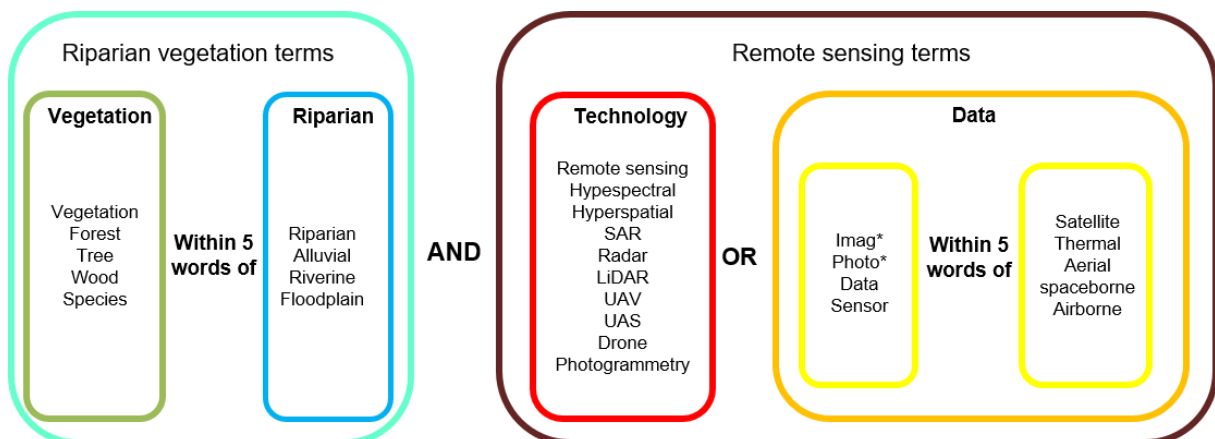 Riparian vegetation terms
Vegetation
Vegetation
Forest
Tree
Wood
Species
Within 5
words of
Riparian
Riparian
Alluvial
Riverine
Floodplain
AND
Remote sensing terms
Technology
Remote sensing
Hypespectral
Hyperspatial
SAR
Radar
LiDAR
UAV
UAS
Drone
Photogrammetry
OR
Data
Imag*
Photo*
Data
Sensor
Within 5
words of
Satellite
Thermal
Aerial
spaceborne
Airborne